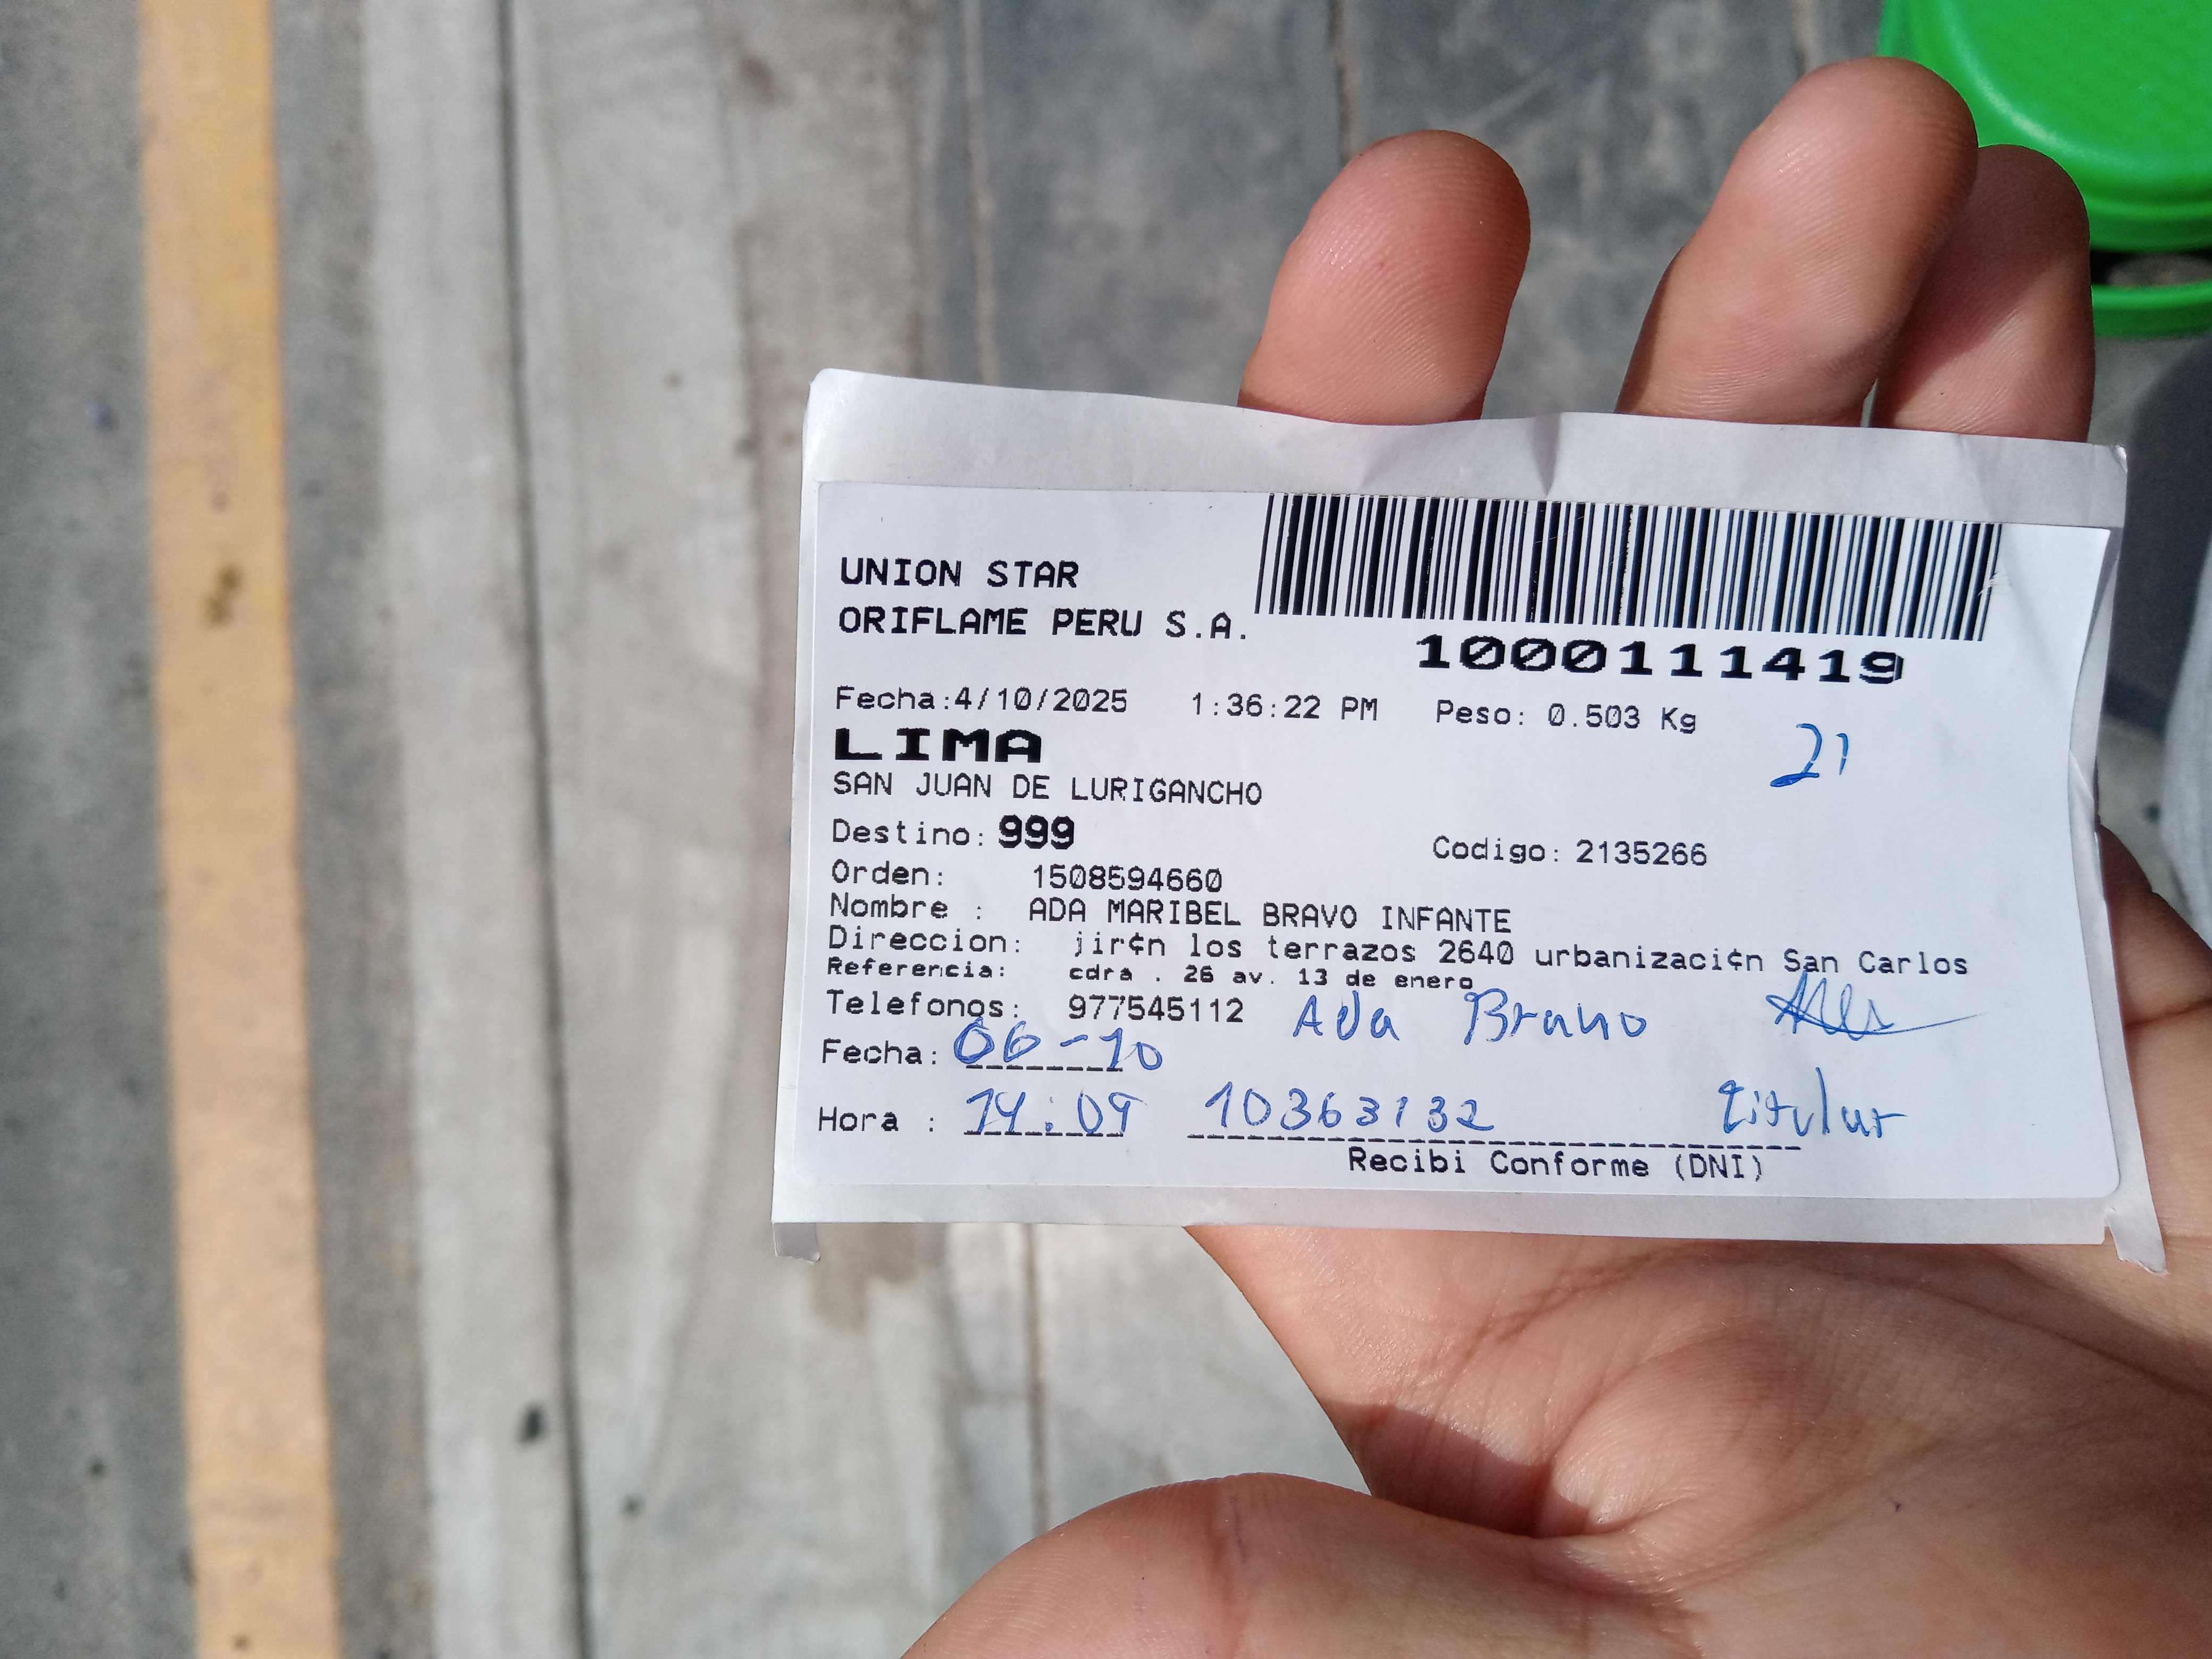 UNION STAR
ORIFLAME PERU S.A.
1000111419
Fecha:4/10/2025 1:36:22 PM Peso: 0.503 Kg
21
LIMA
SAN JUAN DE LURIGANCHO
Destino: 999 Codigo: 2135266
Orden: 1508594660
Nombre : ADA MARIBEL BRAVO INFANTE
Direccion: jir¢n los terrazos 2640 urbanizaci¢n San Carlos
Referencia: cdra . 26 av. 13 de enero
Telefonos: 977545112 Ada Bravo
Fecha: 06-10
Hora : 14:09 10363132 titular
Recibi Conforme (DNI)